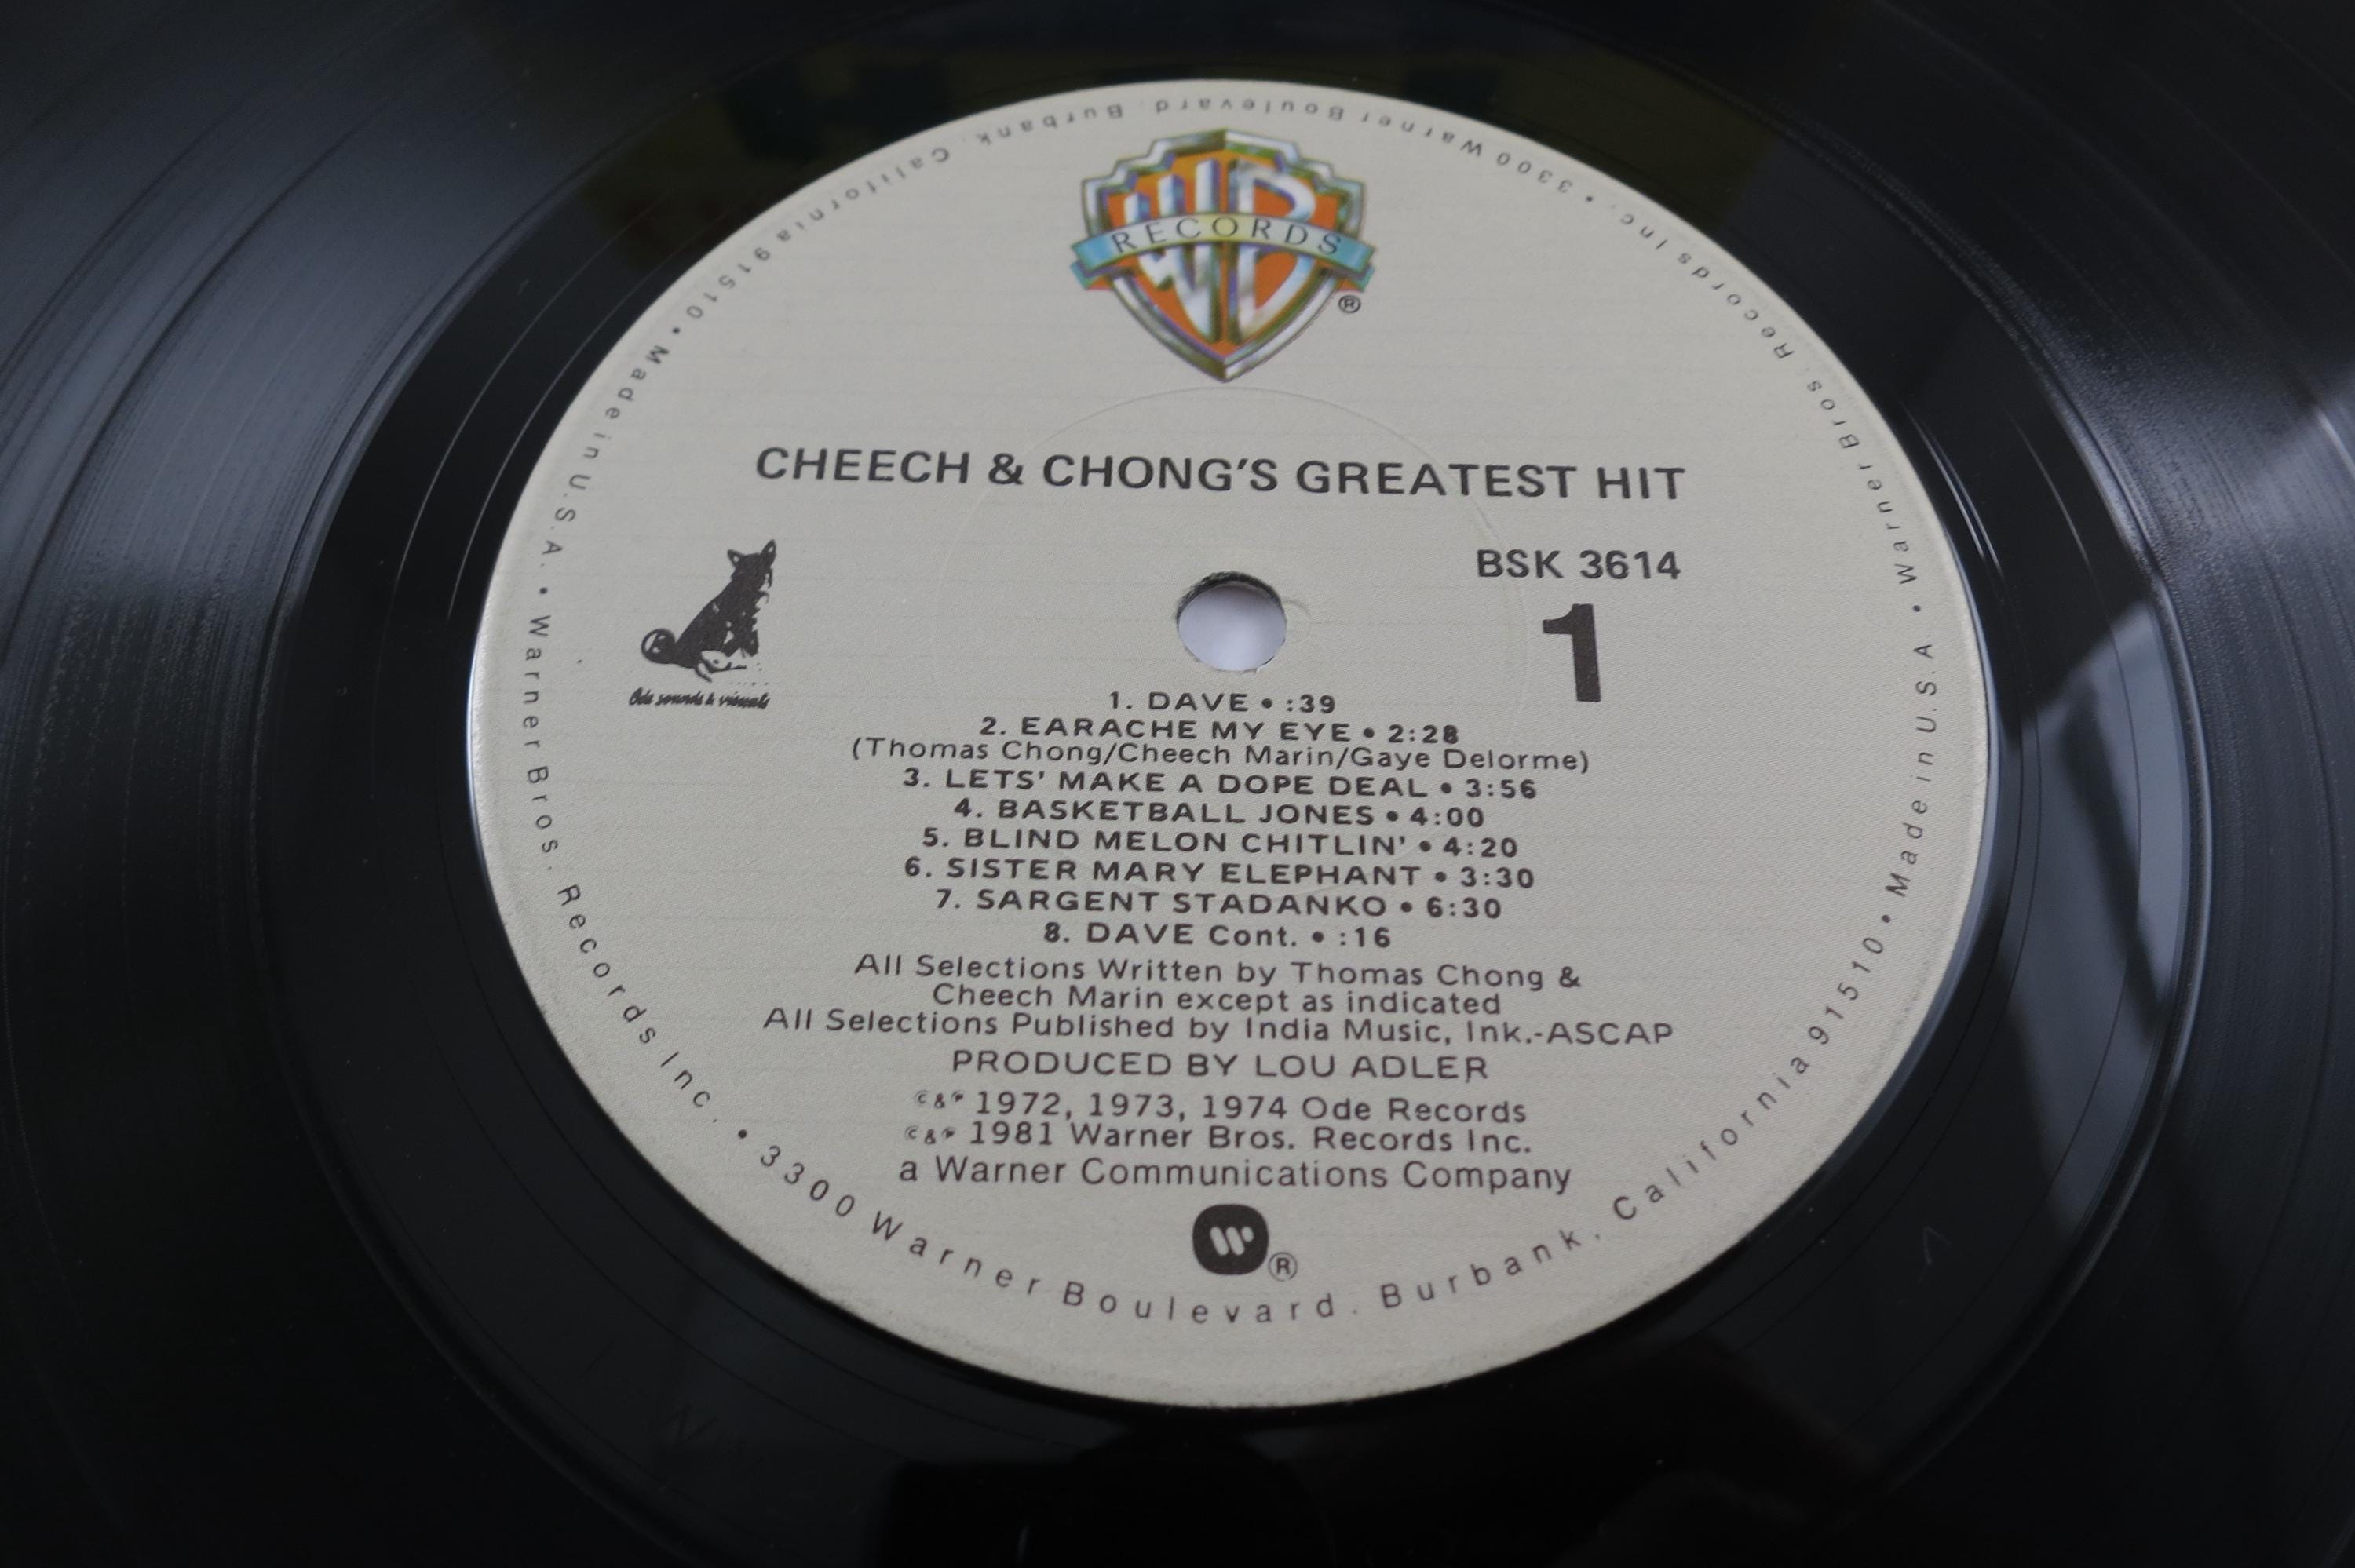 WB
RECORDS
®
CHEECH & CHONG'S GREATEST HIT
BSK 3614
1
Ode sounds & visuals
1. DAVE • :39
2. EARACHE MY EYE • 2:28
(Thomas Chong/Cheech Marin/Gaye Delorme)
3. LETS' MAKE A DOPE DEAL • 3:56
4. BASKETBALL JONES • 4:00
5. BLIND MELON CHITLIN' • 4:20
6. SISTER MARY ELEPHANT • 3:30
7. SARGENT STADANKO • 6:30
8. DAVE Cont. • :16
All Selections Written by Thomas Chong &
Cheech Marin except as indicated
All Selections Published by India Music, Ink.-ASCAP
PRODUCED BY LOU ADLER
©&℗ 1972, 1973, 1974 Ode Records
©&℗ 1981 Warner Bros. Records Inc.
a Warner Communications Company
®
Warner Bros. Records Inc. • 3300 Warner Boulevard. Burbank. California 91510 • Made in U.S.A. • Warner Bros. Records Inc. • 3300 Warner Boulevard. Burbank. California 91510 • Made in U.S.A •